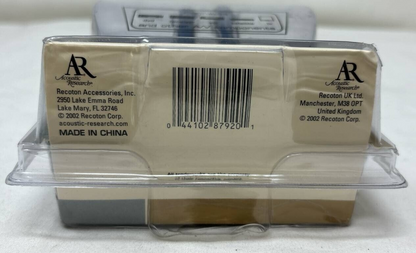 AR
Acoustic
Research®
Recoton Accessories, Inc.
2950 Lake Emma Road
Lake Mary, FL 32746
© 2002 Recoton Corp.
acoustic-research.com
MADE IN CHINA
0 44102 87920 1
AR
Acoustic
Research®
Recoton UK Ltd.
Manchester, M38 0PT
United Kingdom
© 2002 Recoton Corp.